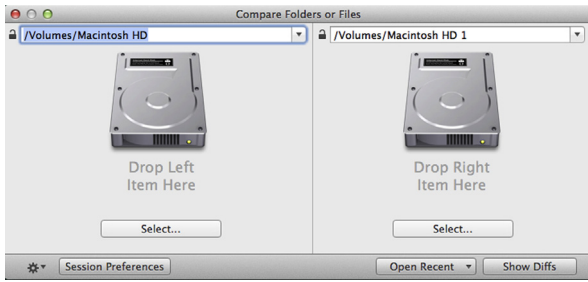 Compare Folders or Files
/Volumes/Macintosh HD
/Volumes/Macintosh HD 1
Drop Left
Item Here
Drop Right
Item Here
Select...
Select...
Session Preferences
Open Recent
Show Diffs